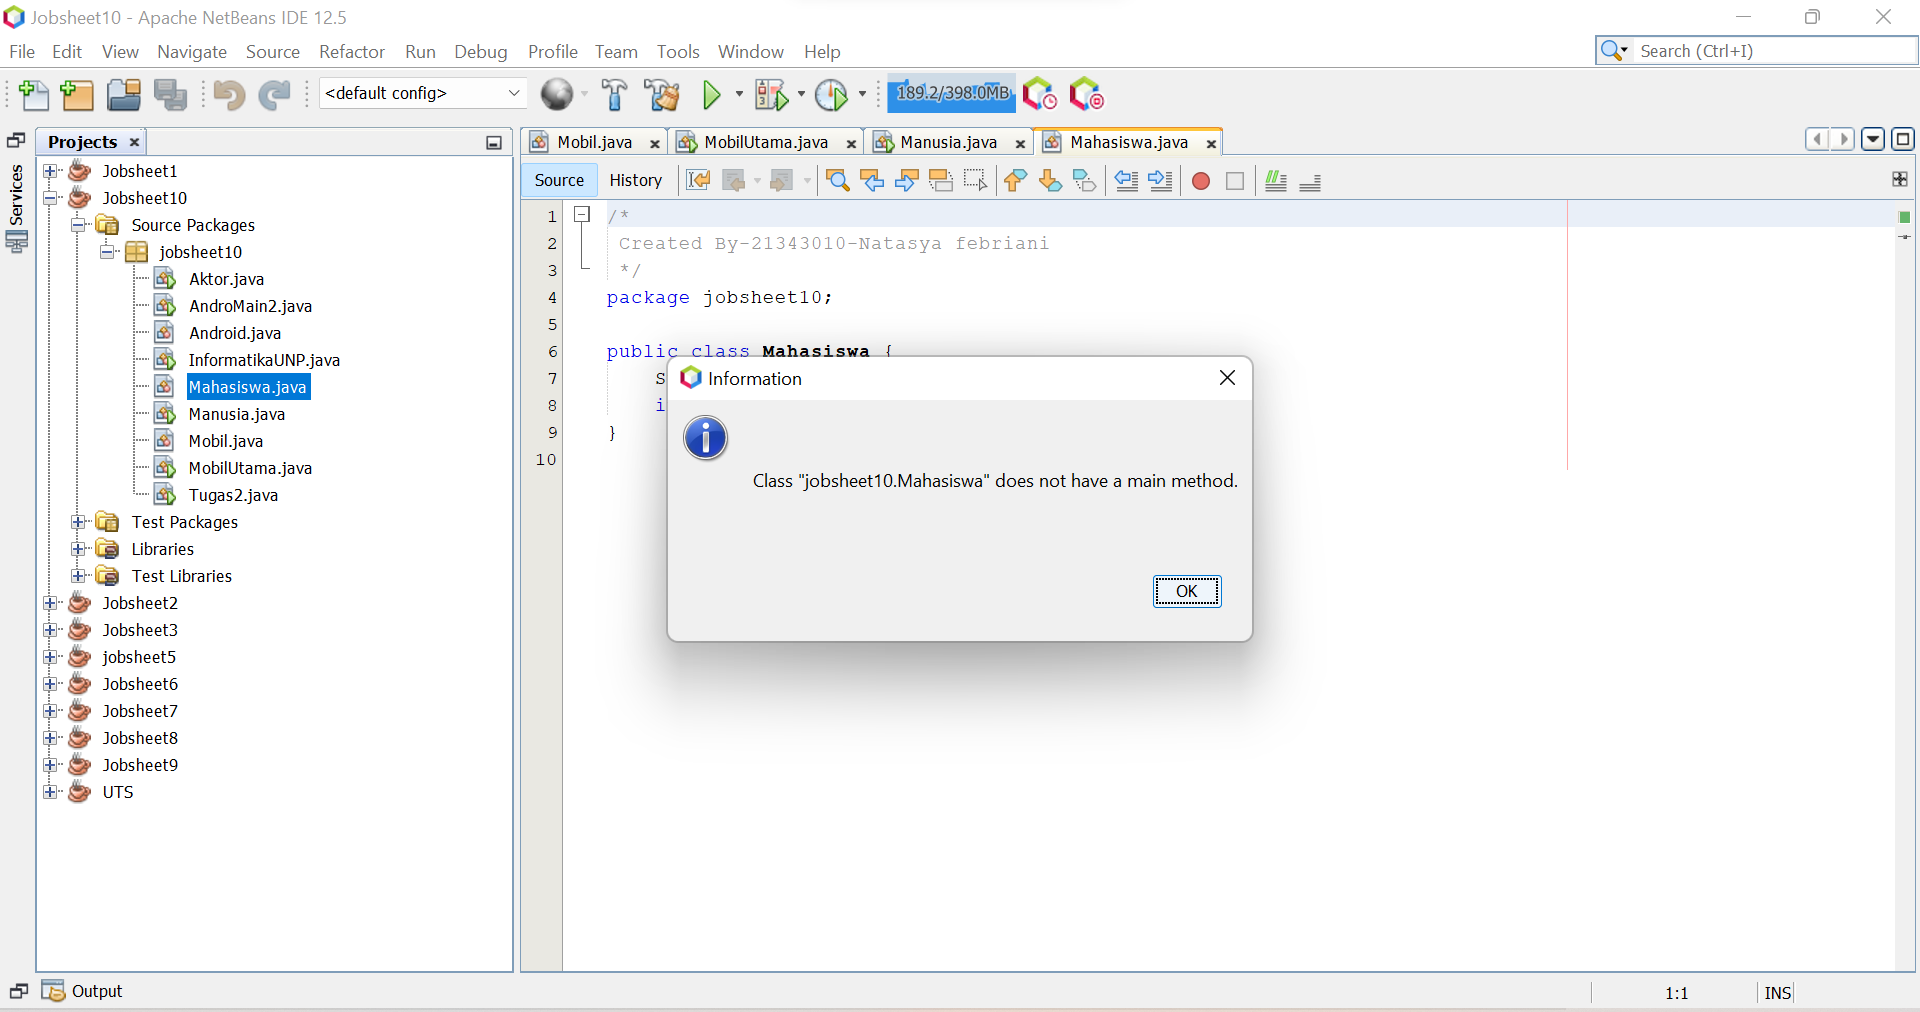 Jobsheet10 - Apache NetBeans IDE 12.5
File Edit View Navigate Source Refactor Run Debug Profile Team Tools Window Help
Search (Ctrl+I)
<default config>
189.2/398.0MB
Services
Projects
Jobsheet1
Jobsheet10
Source Packages
jobsheet10
Aktor.java
AndroMain2.java
Android.java
InformatikaUNP.java
Mahasiswa.java
Manusia.java
Mobil.java
MobilUtama.java
Tugas2.java
Test Packages
Libraries
Test Libraries
Jobsheet2
Jobsheet3
jobsheet5
Jobsheet6
Jobsheet7
Jobsheet8
Jobsheet9
UTS
Mobil.java MobilUtama.java Manusia.java Mahasiswa.java
Source History
1 /*
2 Created By-21343010-Natasya febriani
3 */
4 package jobsheet10;
5
6 public class Mahasiswa {
7 S
8 i
9 }
10
Information
Class "jobsheet10.Mahasiswa" does not have a main method.
OK
Output
1:1 INS